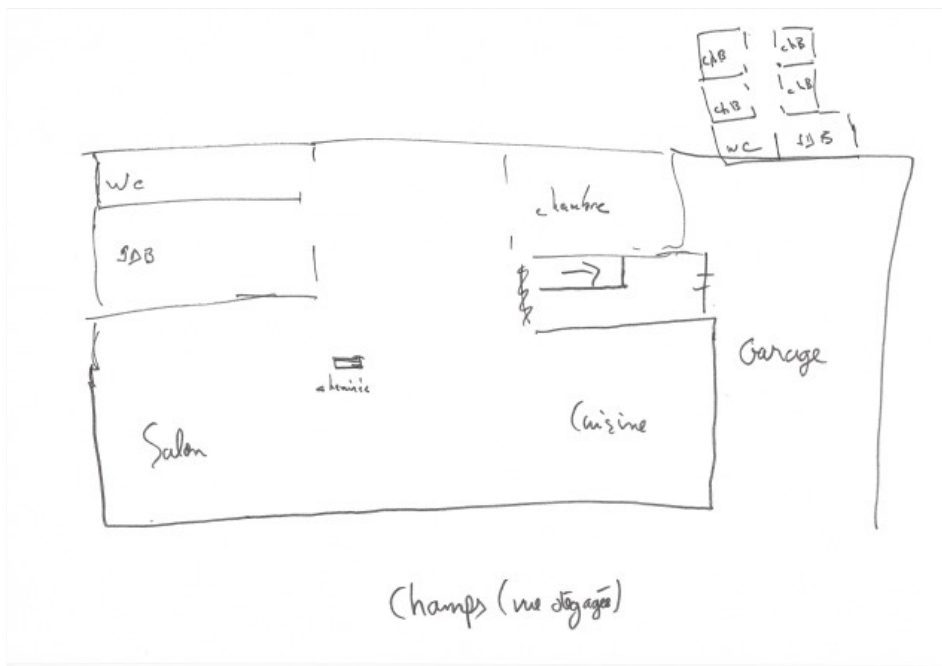 chB
chB
chB
chB
WC
SDB
Wc
chambre
SDB
Garage
cheminée
Cuisine
Salon
Champs (vue dégagée)